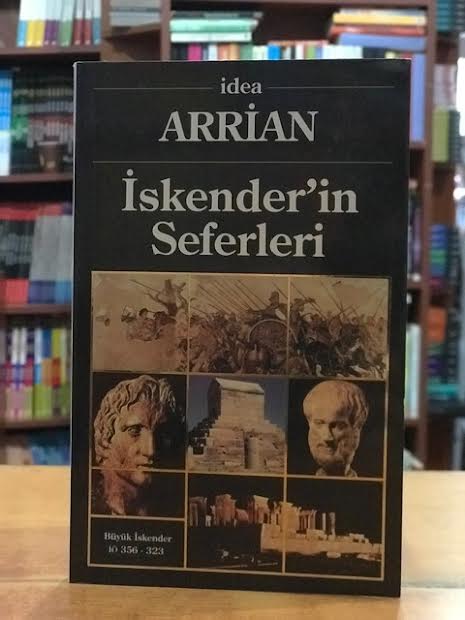 idea
ARRİAN
İskender'in
Seferleri
Büyük İskender
İÖ 356 - 323